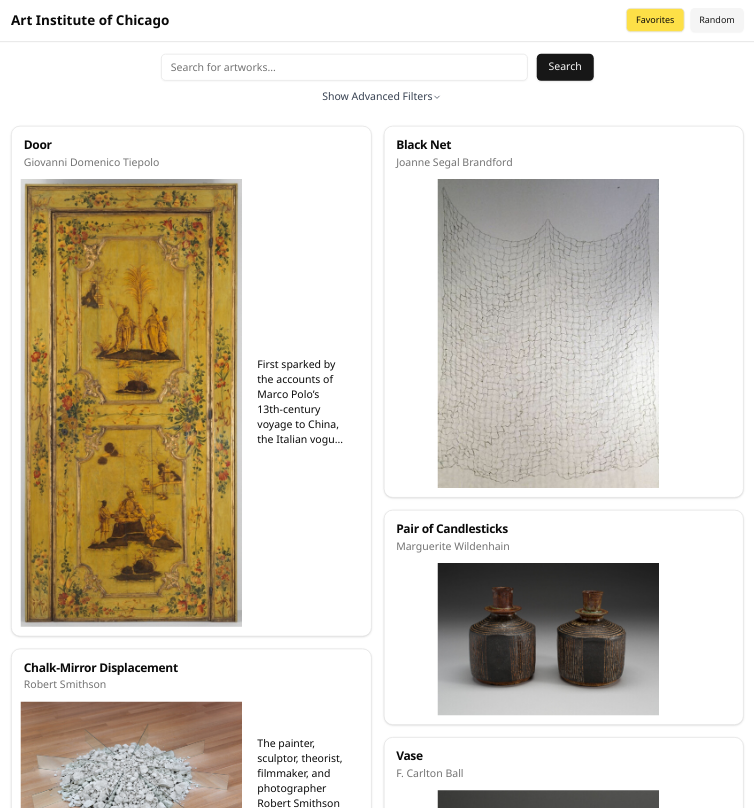 Art Institute of Chicago
Favorites
Random
Search for artworks...
Search
Show Advanced Filters
Door
Giovanni Domenico Tiepolo
First sparked by
the accounts of
Marco Polo's
13th-century
voyage to China,
the Italian vogu...
Chalk-Mirror Displacement
Robert Smithson
The painter,
sculptor, theorist,
filmmaker, and
photographer
Robert Smithson
Black Net
Joanne Segal Brandford
Pair of Candlesticks
Marguerite Wildenhain
Vase
F. Carlton Ball